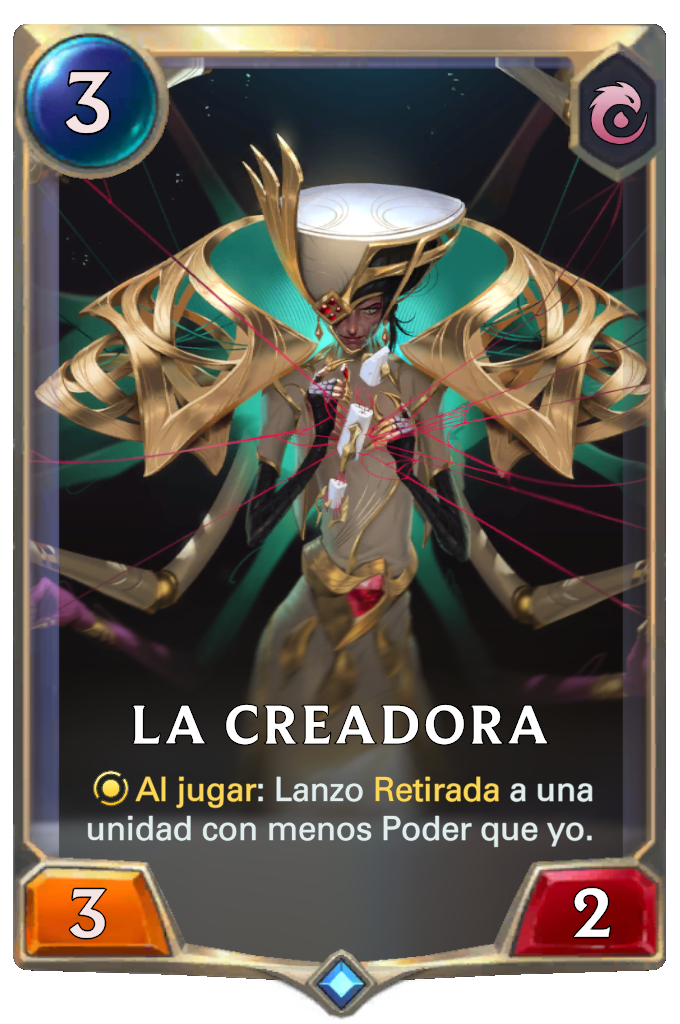 3
LA CREADORA
Al jugar: Lanzo Retirada a una
unidad con menos Poder que yo.
3
2